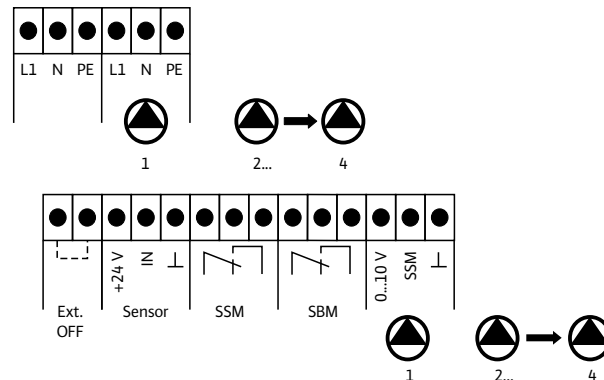 L1 N PE L1 N PE
1 2... 4
+24 V IN ⊥ 0...10 V SSM ⊥
Ext. OFF Sensor SSM SBM
1 2... 4